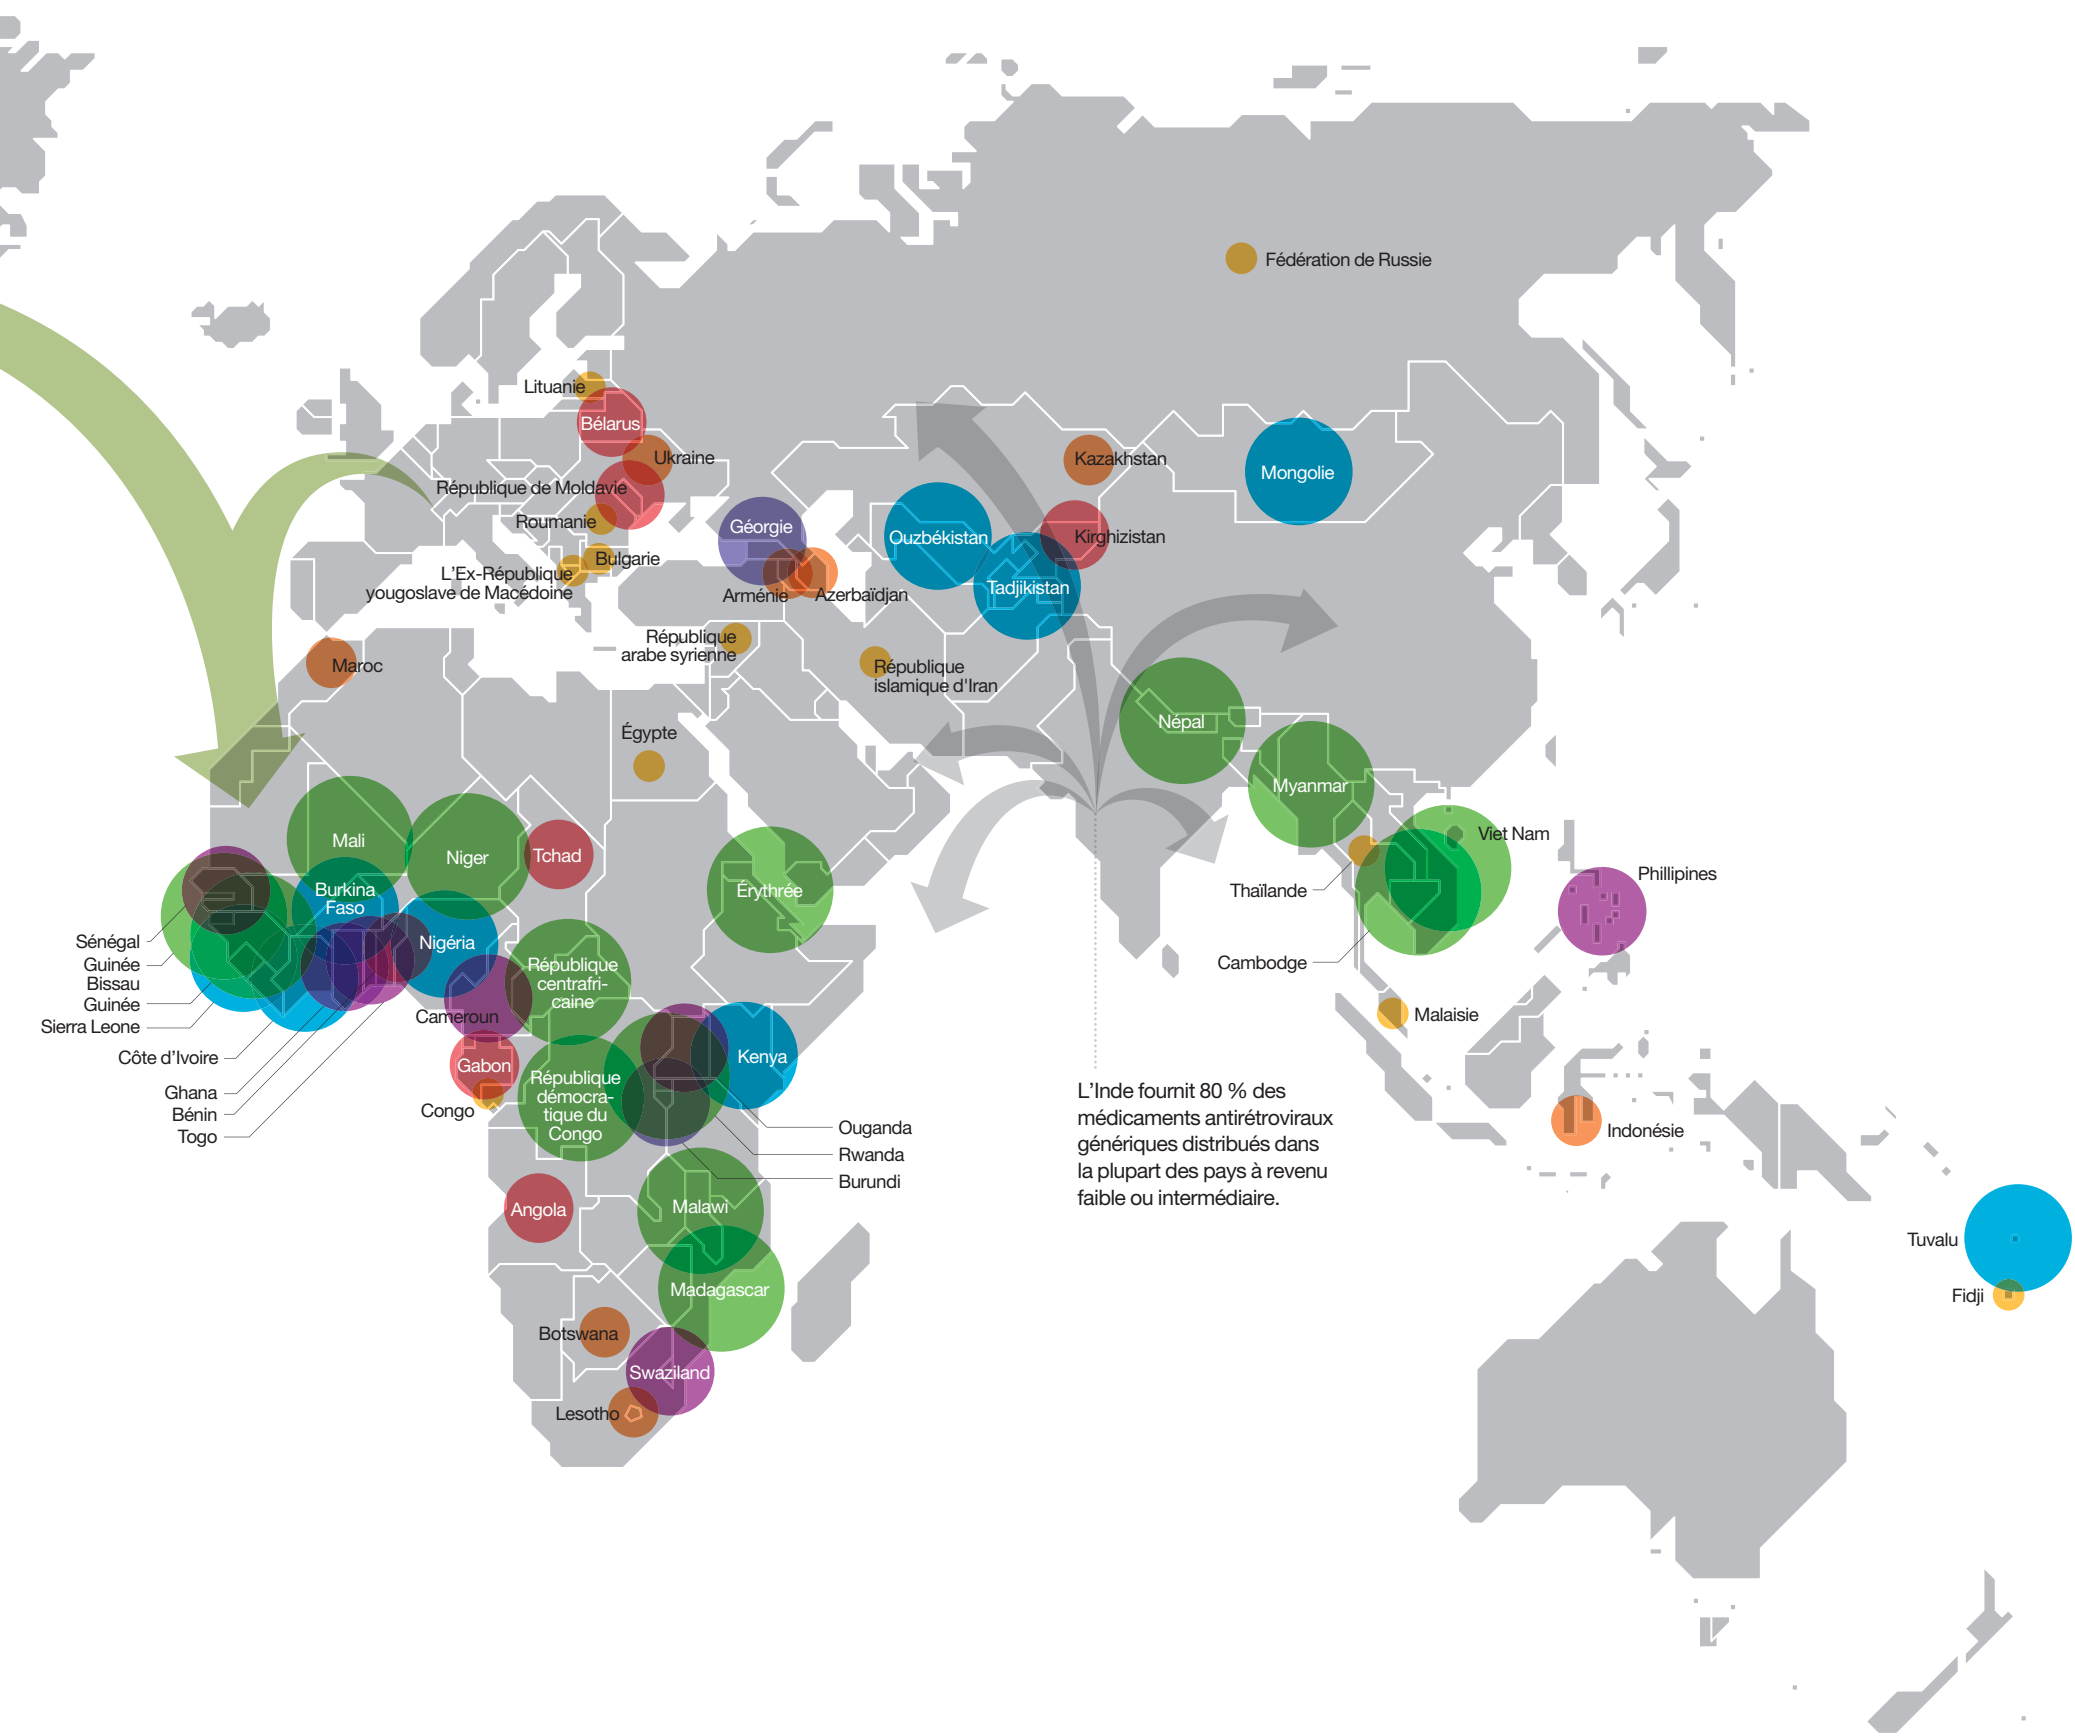 Fédération de Russie
Lituanie
Bélarus
Ukraine
Kazakhstan
Mongolie
République de Moldavie
Roumanie
Géorgie
Ouzbékistan
Kirghizistan
Bulgarie
L'Ex-République
yougoslave de Macédoine
Arménie
Azerbaïdjan
Tadjikistan
République
arabe syrienne
Maroc
République
islamique d'Iran
Égypte
Népal
Myanmar
Mali
Niger
Tchad
Érythrée
Viet Nam
Phillipines
Thaïlande
Burkina
Faso
Nigéria
Sénégal
Guinée
Bissau
Guinée
Sierra Leone
Côte d'Ivoire
Ghana
Bénin
Togo
République
centrafri-
caine
Cambodge
Cameroun
Malaisie
Gabon
Kenya
Congo
République
démocra-
tique du
Congo
L'Inde fournit 80 % des
médicaments antirétroviraux
génériques distribués dans
la plupart des pays à revenu
faible ou intermédiaire.
Ouganda
Rwanda
Burundi
Indonésie
Angola
Malawi
Tuvalu
Madagascar
Fidji
Botswana
Swaziland
Lesotho